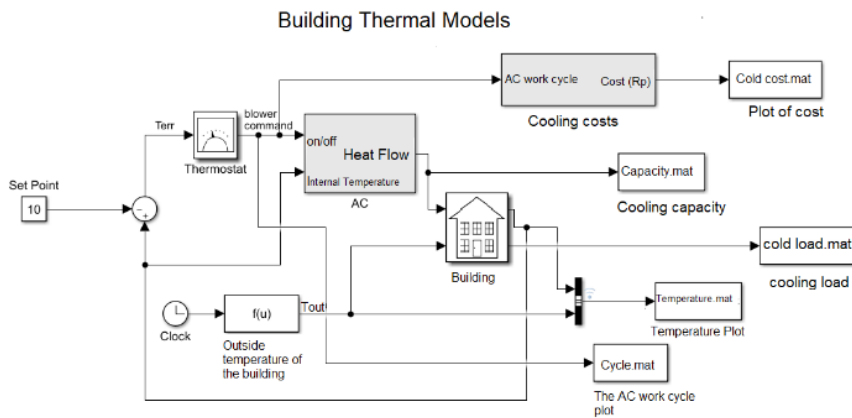 Building Thermal Models
AC work cycle
Cost (Rp)
Cold cost.mat
Cooling costs
Plot of cost
Terr
blower
command
Thermostat
on/off
Heat Flow
Internal Temperature
AC
Capacity.mat
Cooling capacity
Set Point
10
Building
cold load.mat
cooling load
Clock
f(u)
Tout
Outside
temperature of
the building
Temperature.mat
Temperature Plot
Cycle.mat
The AC work cycle
plot